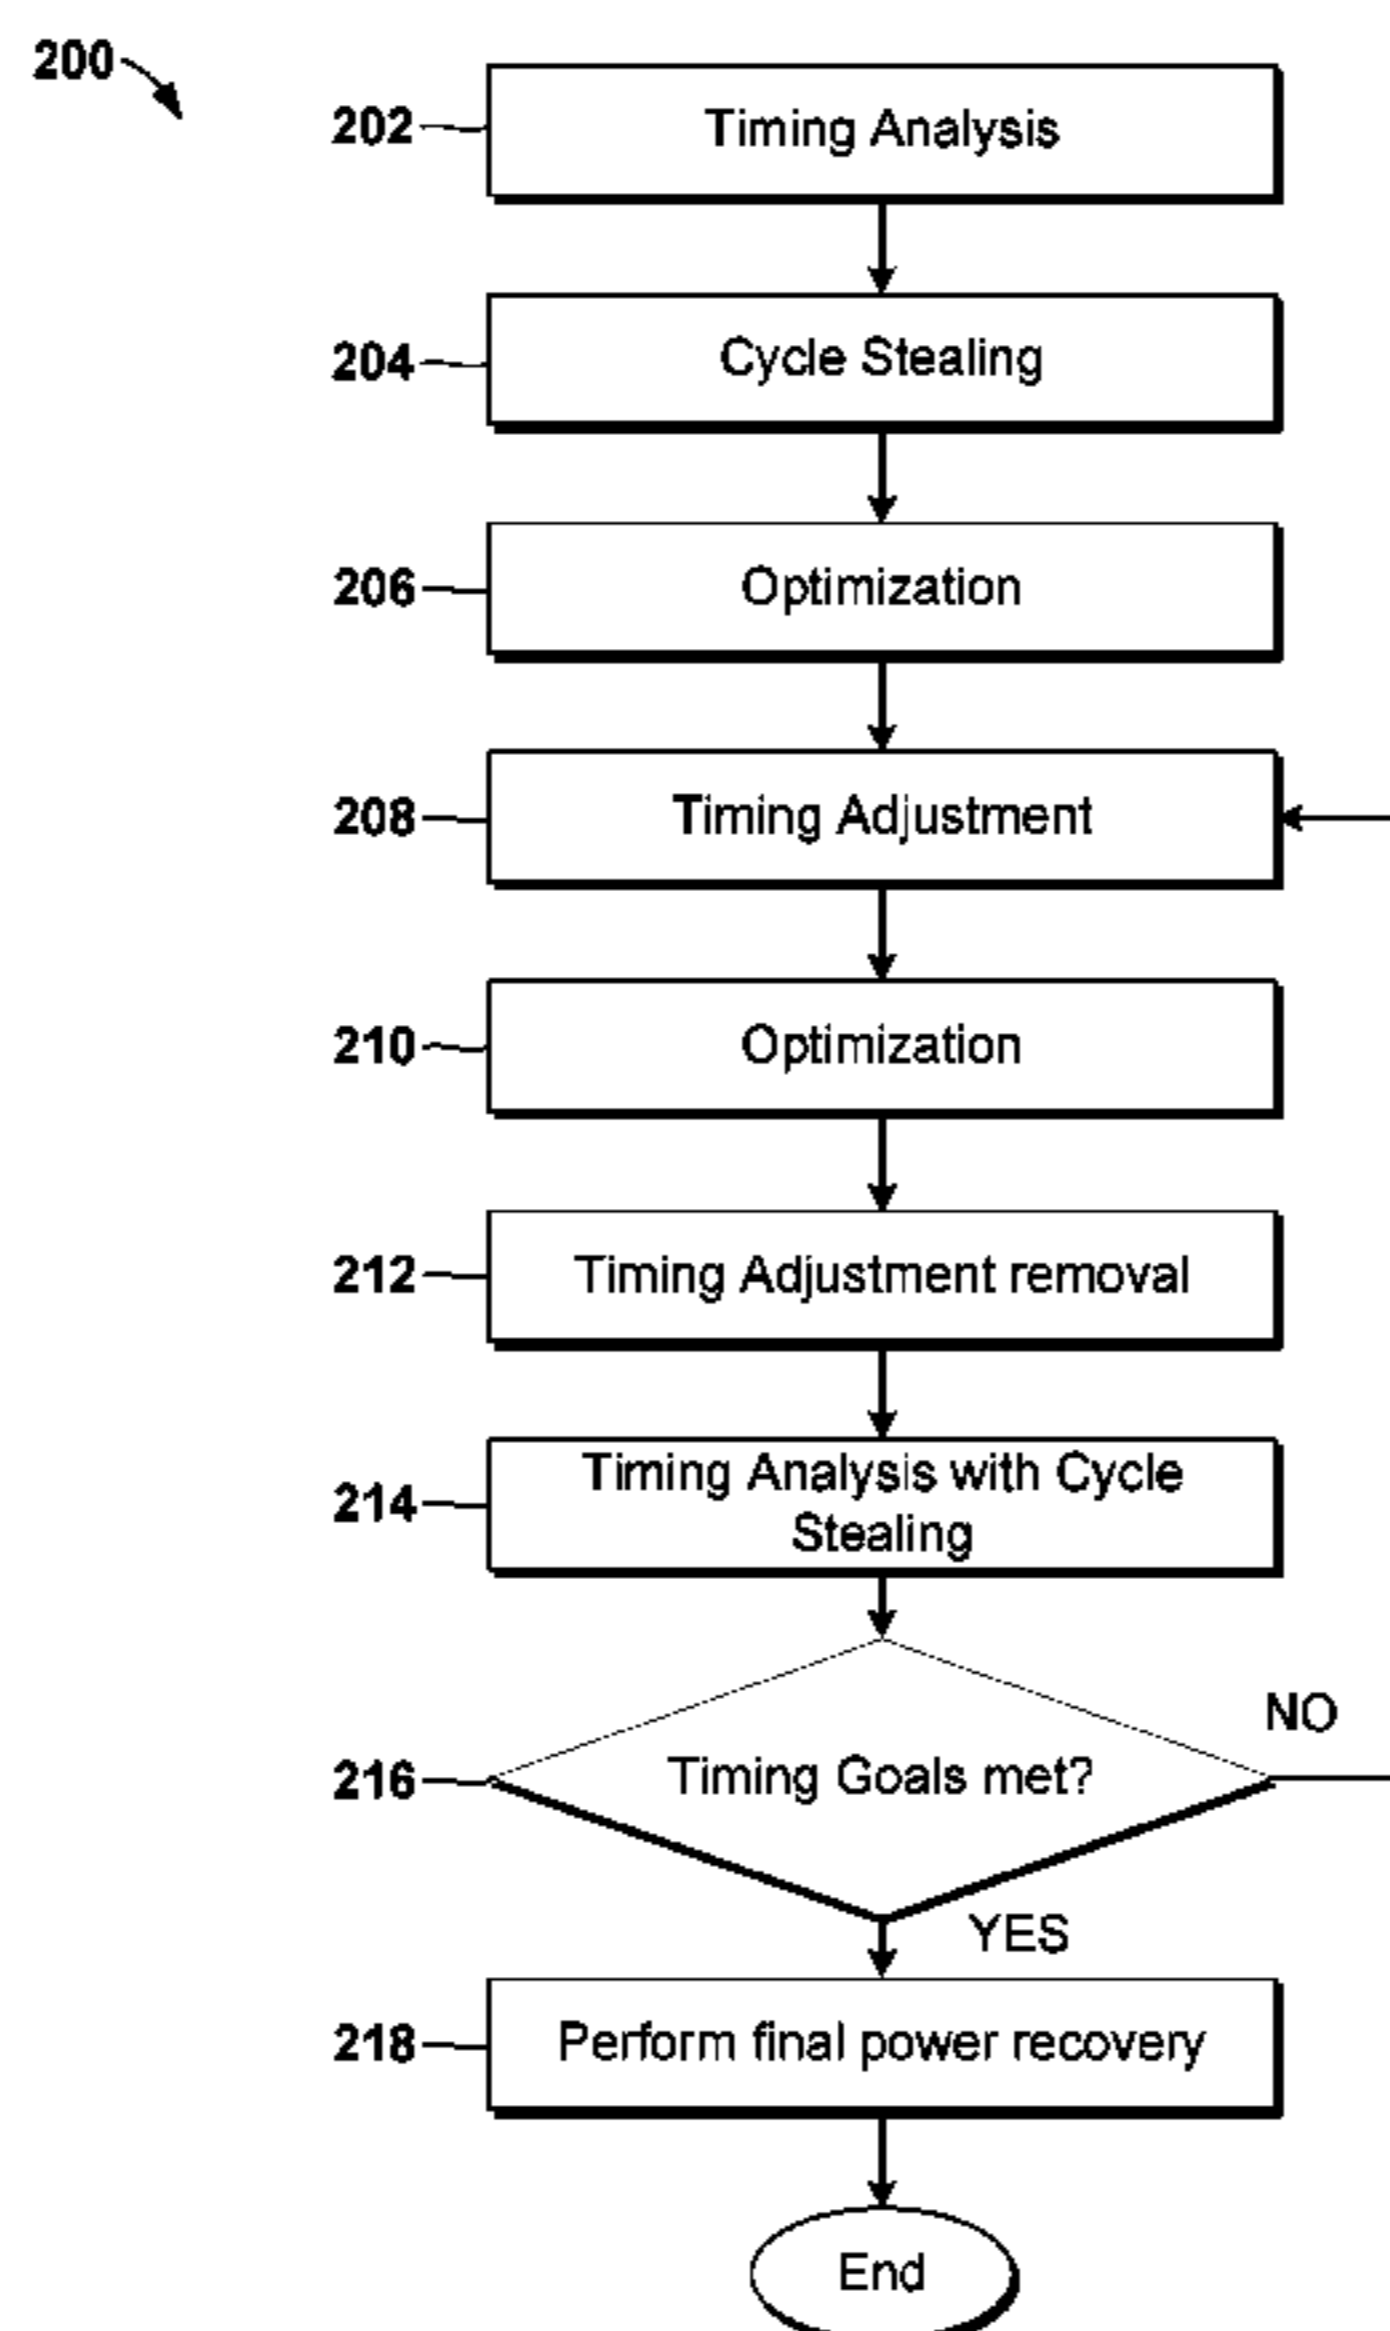 200
202 Timing Analysis
204 Cycle Stealing
206 Optimization
208 Timing Adjustment
210 Optimization
212 Timing Adjustment removal
214 Timing Analysis with Cycle
Stealing
NO
216 Timing Goals met?
YES
218 Perform final power recovery
End